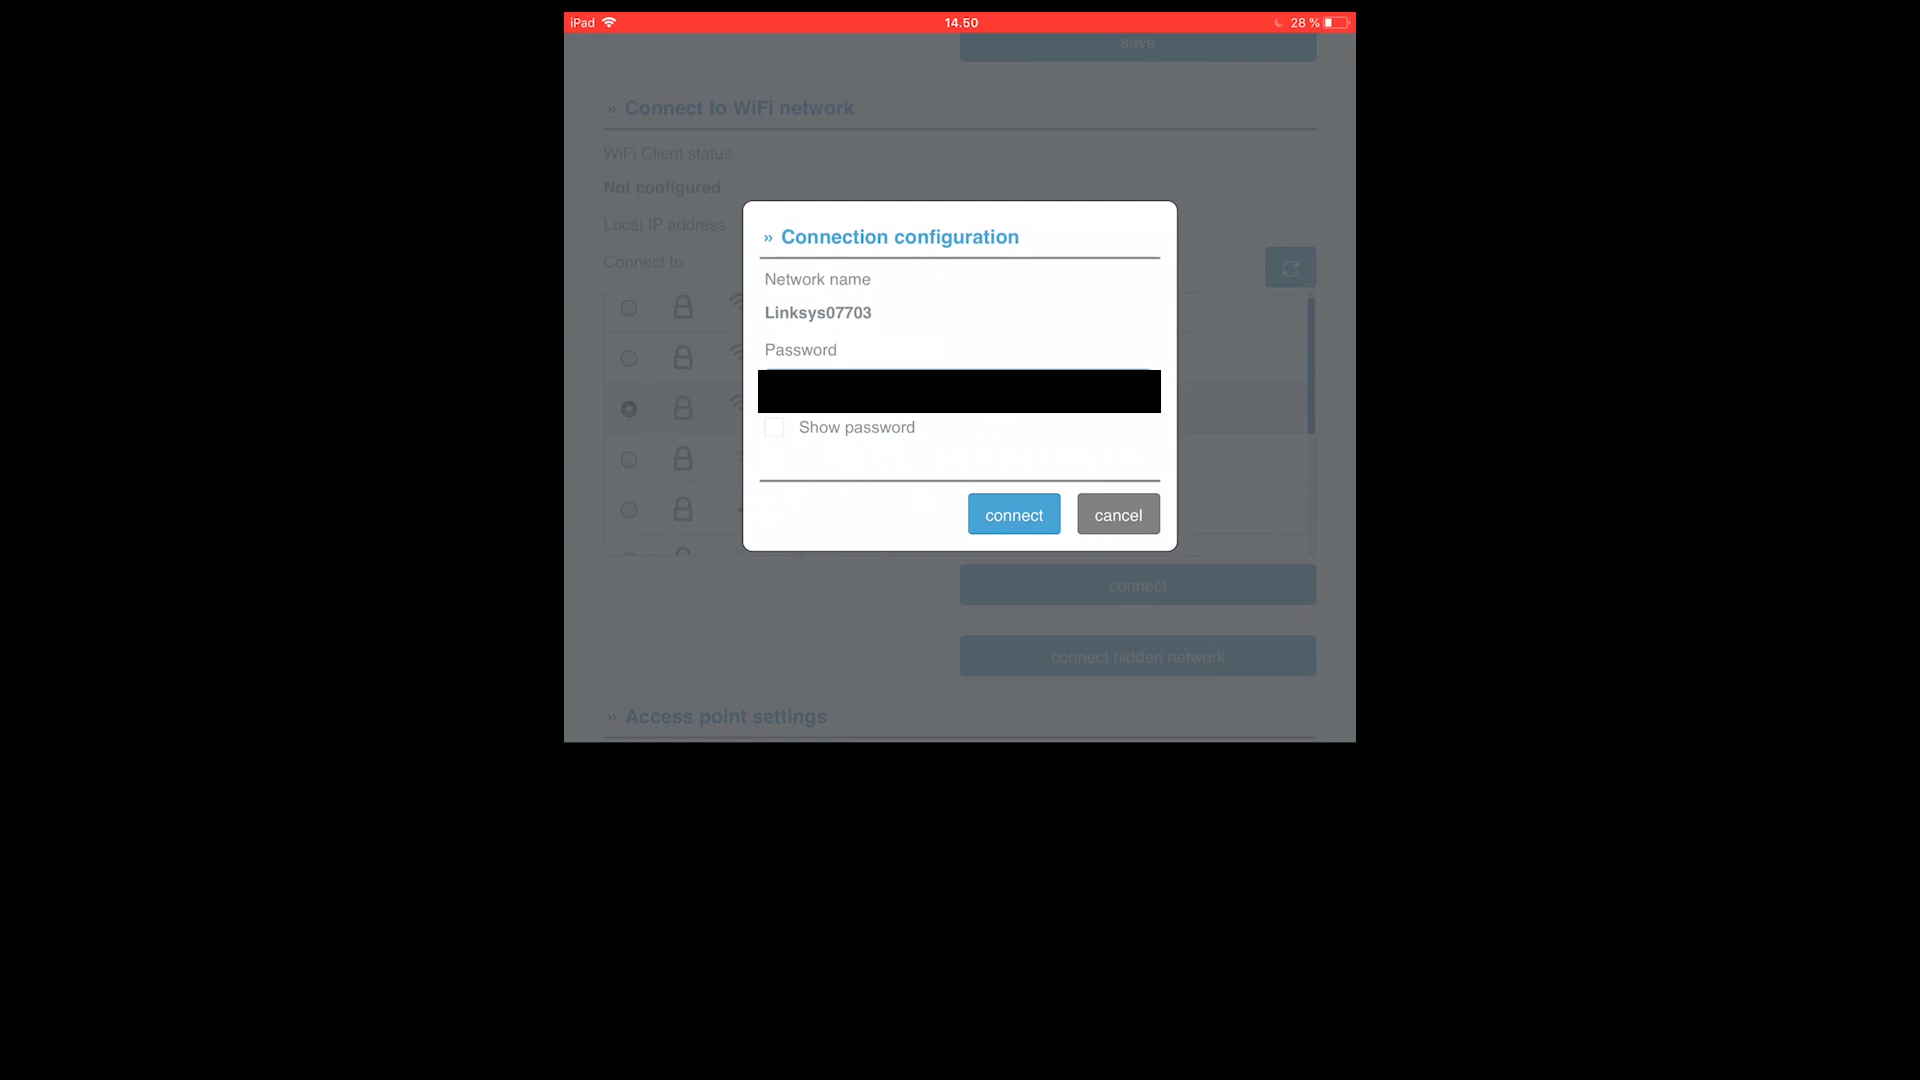 iPad 14.50 28 %
save
» Connect to WiFi network
WiFi Client status
Not configured
Local IP address
Connect to
» Connection configuration
Network name
Linksys07703
Password
Show password
connect cancel
connect
connect hidden network
» Access point settings